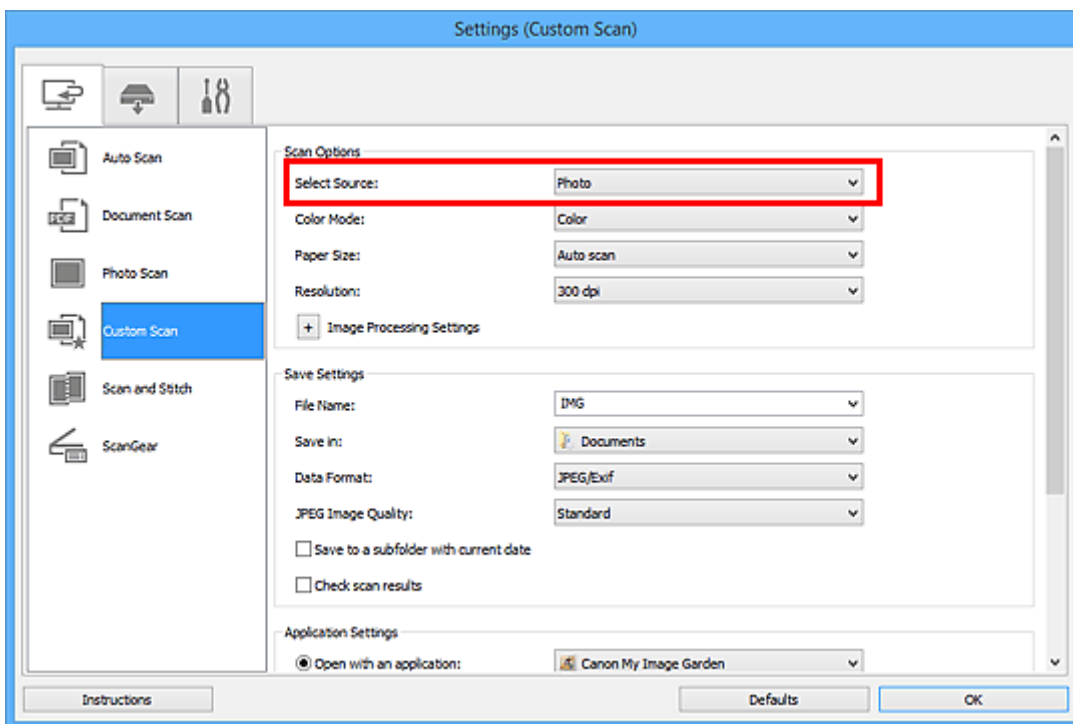 Settings (Custom Scan)
Auto Scan
Document Scan
Photo Scan
Custom Scan
Scan and Stitch
ScanGear
Scan Options
Select Source: Photo
Color Mode: Color
Paper Size: Auto scan
Resolution: 300 dpi
+ Image Processing Settings
Save Settings
File Name: IMG
Save in: Documents
Data Format: JPEG/Exif
JPEG Image Quality: Standard
Save to a subfolder with current date
Check scan results
Application Settings
Open with an application: Canon My Image Garden
Instructions Defaults OK